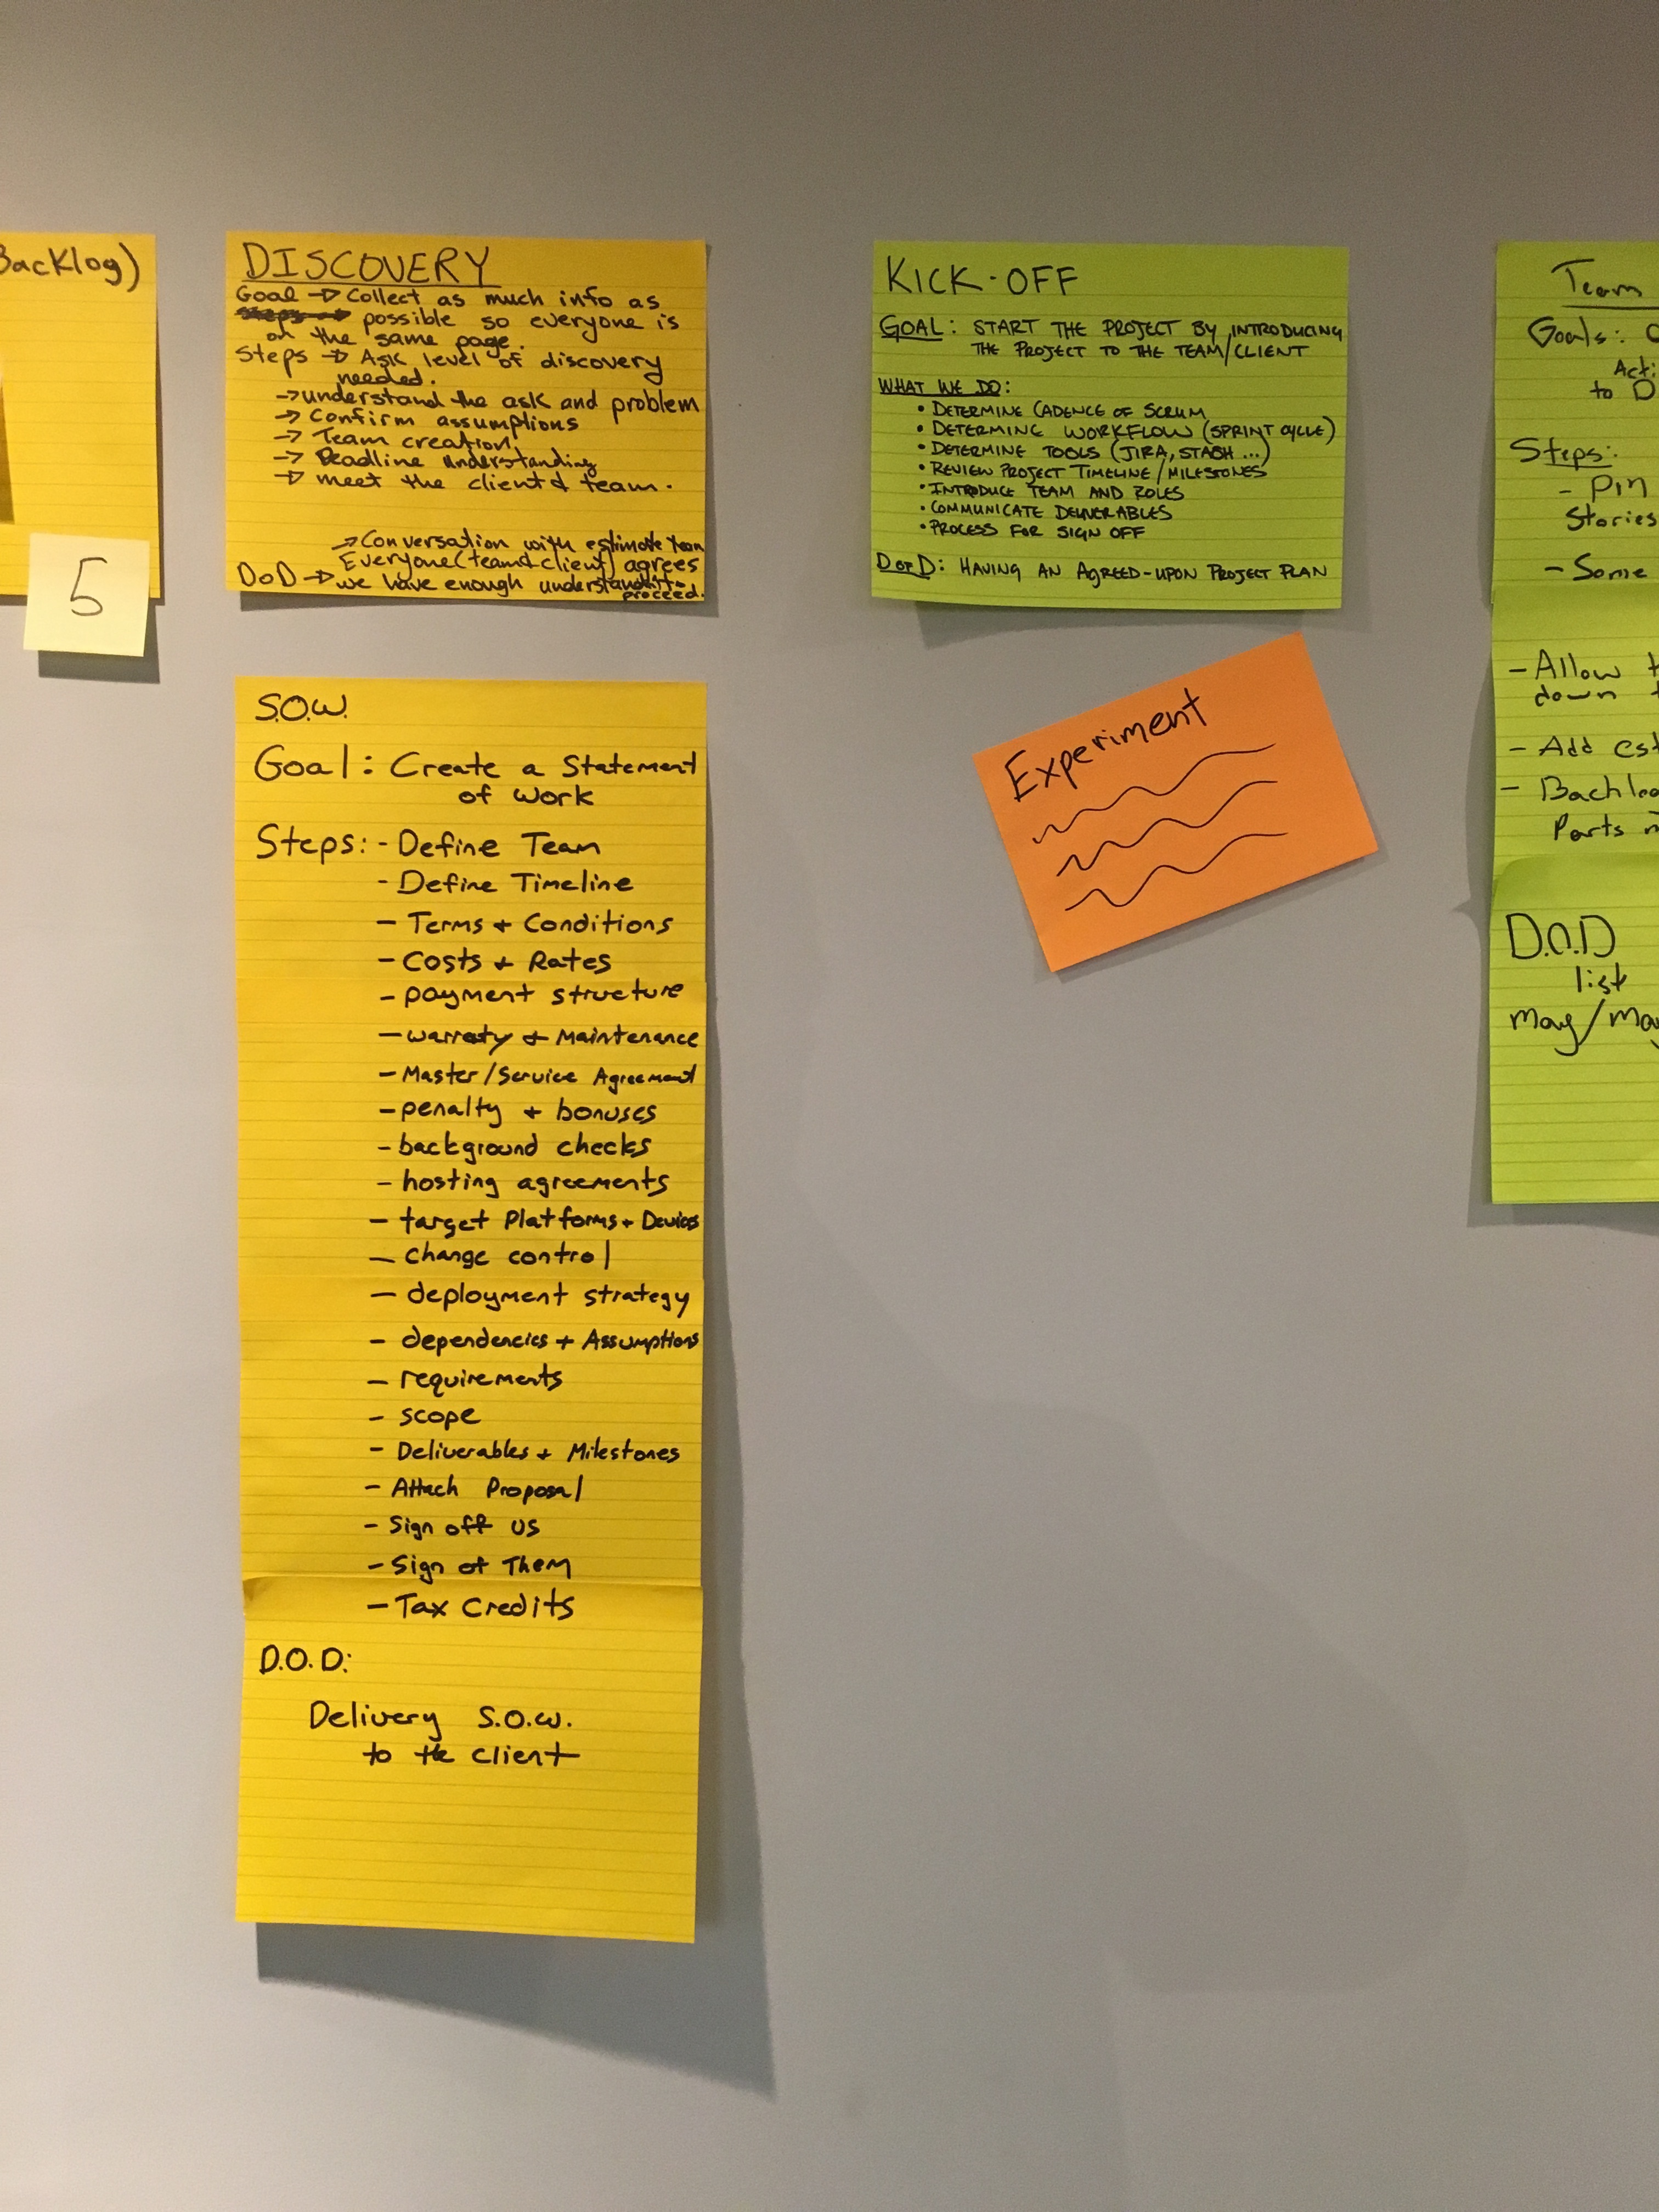 Backlog)
5
DISCOVERY
Goal → Collect as much info as
possible so everyone is
on the same page.
Steps → Ask level of discovery
needed.
→ understand the ask and problem
→ Confirm assumptions
→ Team creation
→ Deadline understanding
→ meet the client & team.
→ Conversation with estimate team
Everyone (team & client) agrees
DoD → we have enough understanding to
proceed.
S.O.W.
Goal: Create a Statement
of Work
Steps: - Define Team
- Define Timeline
- Terms + Conditions
- Costs + Rates
- payment structure
- warraty & Maintenance
- Master/Service Agreement
- penalty + bonuses
- background checks
- hosting agreements
- target Platforms + Devices
- change control
- deployment strategy
- dependencies + Assumptions
- requirements
- scope
- Deliverables + Milestones
- Attach Proposal
- Sign off us
- Sign of Them
- Tax Credits
D.O.D:
Delivery S.O.W.
to the client
KICK-OFF
GOAL: START THE PROJECT BY INTRODUCING
THE PROJECT TO THE TEAM/CLIENT
WHAT WE DO:
• DETERMINE CADENCE OF SCRUM
• DETERMINE WORKFLOW (SPRINT CYCLE)
• DETERMINE TOOLS (JIRA, STASH ...)
• REVIEW PROJECT TIMELINE/MILESTONES
• INTRODUCE TEAM AND ROLES
• COMMUNICATE DELIVERABLES
• PROCESS FOR SIGN OFF
D OF D: HAVING AN AGREED-UPON PROJECT PLAN
Experiment
Team
Goals:
Acti
to D
Steps:
- Pin
Stories
- Some
- Allow t
down t
- Add est
- Backlo
Parts
D.O.D
list
may/ma